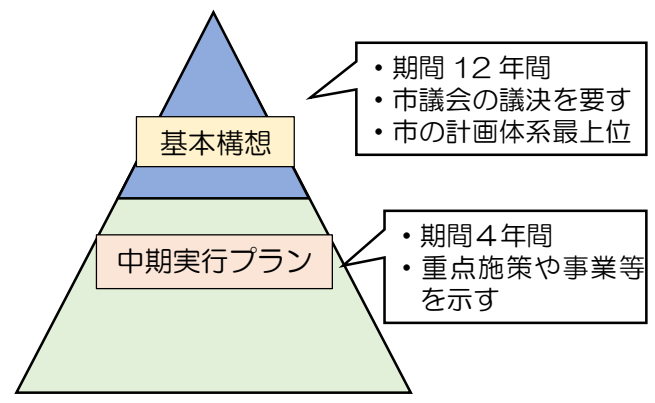 基本構想
・期間 12 年間
・市議会の議決を要す
・市の計画体系最上位
中期実行プラン
・期間４年間
・重点施策や事業等
を示す